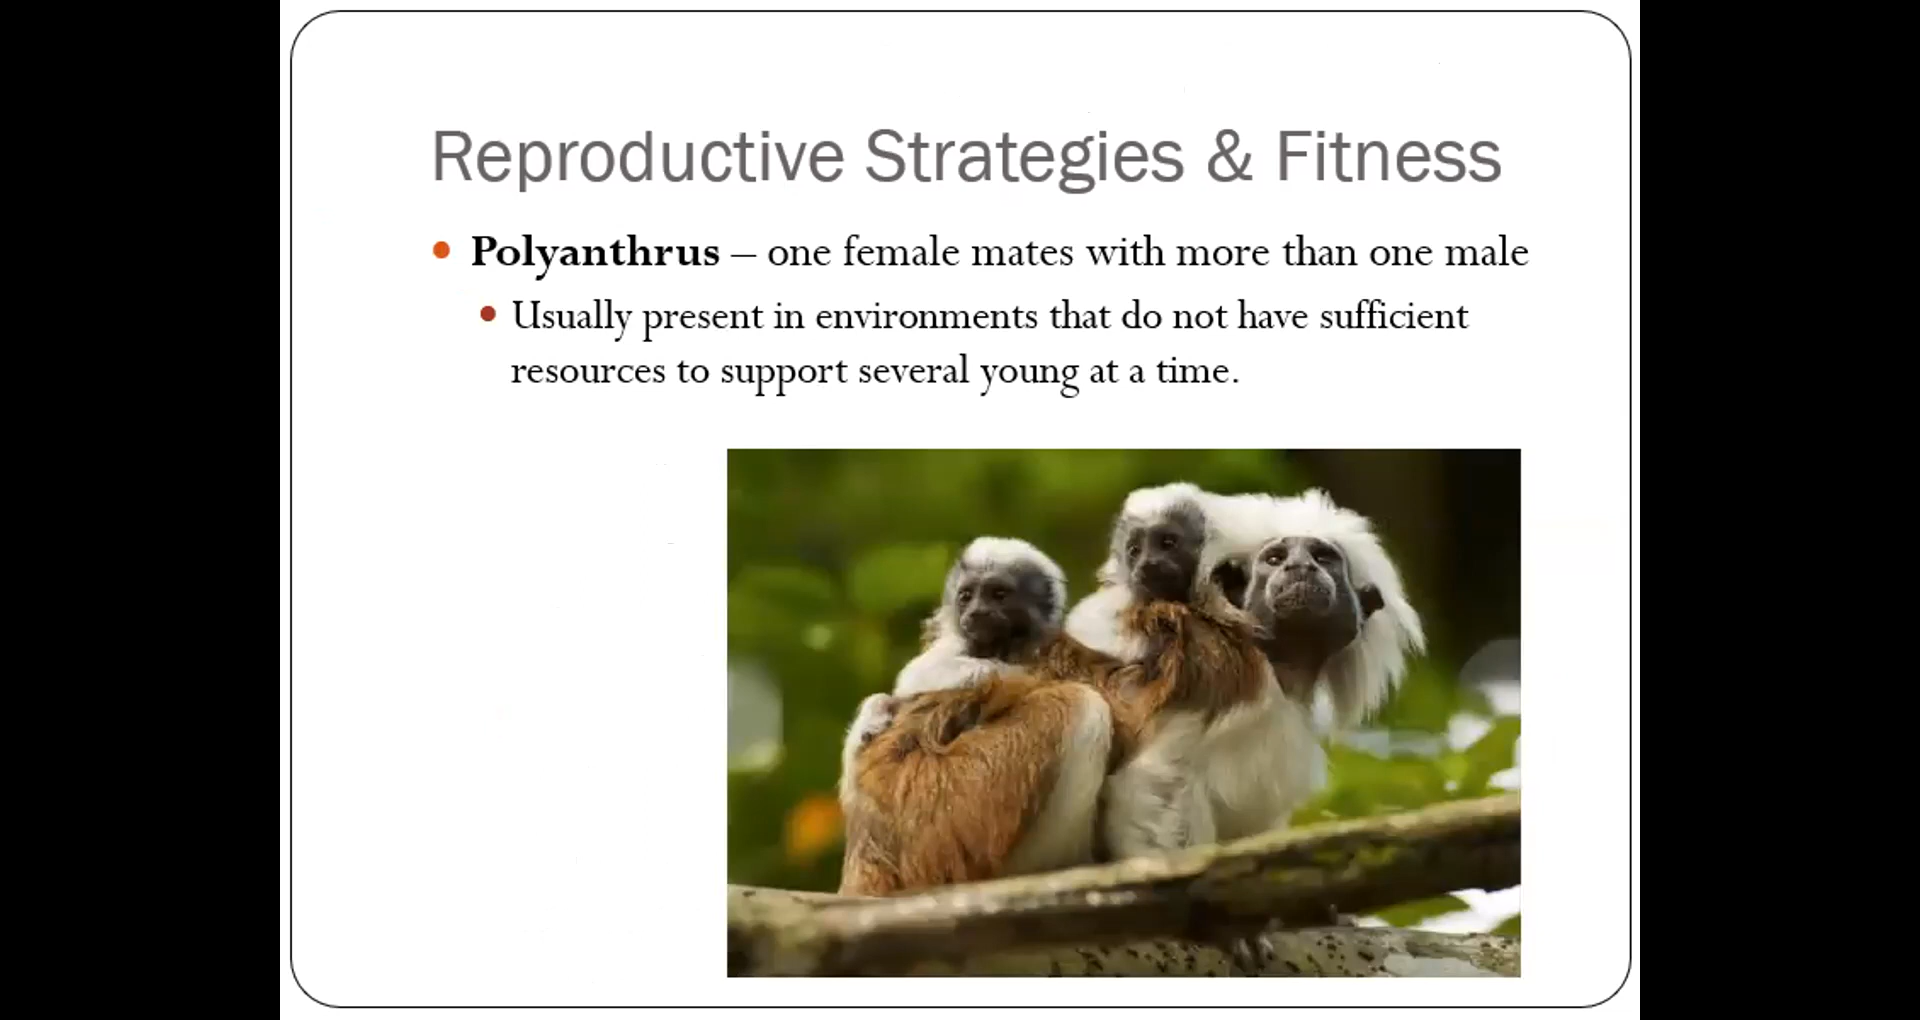 Reproductive Strategies & Fitness
Polyanthrus – one female mates with more than one male
Usually present in environments that do not have sufficient
resources to support several young at a time.